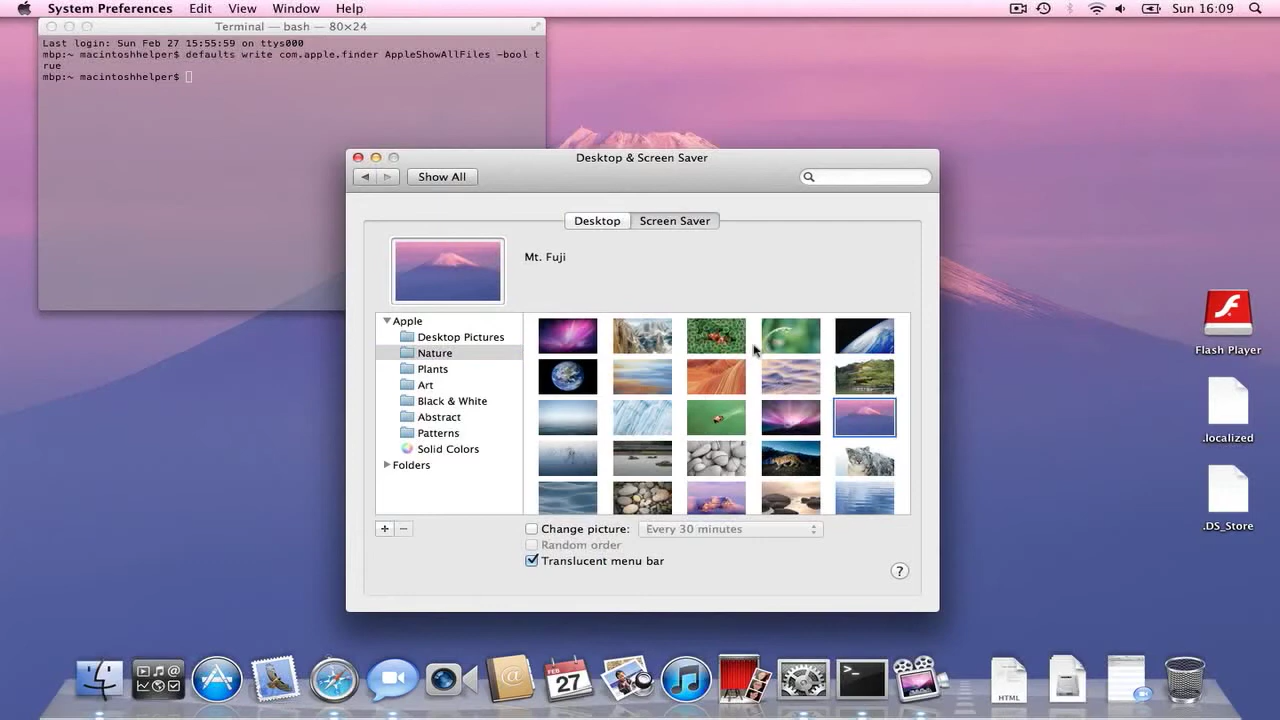 System Preferences Edit View Window Help Sun 16:09
Terminal — bash — 80×24
Last login: Sun Feb 27 15:55:59 on ttys000
mbp:~ macintoshhelper$ defaults write com.apple.finder AppleShowAllFiles -bool t
rue
mbp:~ macintoshhelper$
Desktop & Screen Saver
Show All
Desktop Screen Saver
Mt. Fuji
Apple
Desktop Pictures
Nature
Plants
Art
Black & White
Abstract
Patterns
Solid Colors
Folders
+ −
Change picture: Every 30 minutes
Random order
Translucent menu bar
?
Flash Player
.localized
.DS_Store
FEB
27
HTML